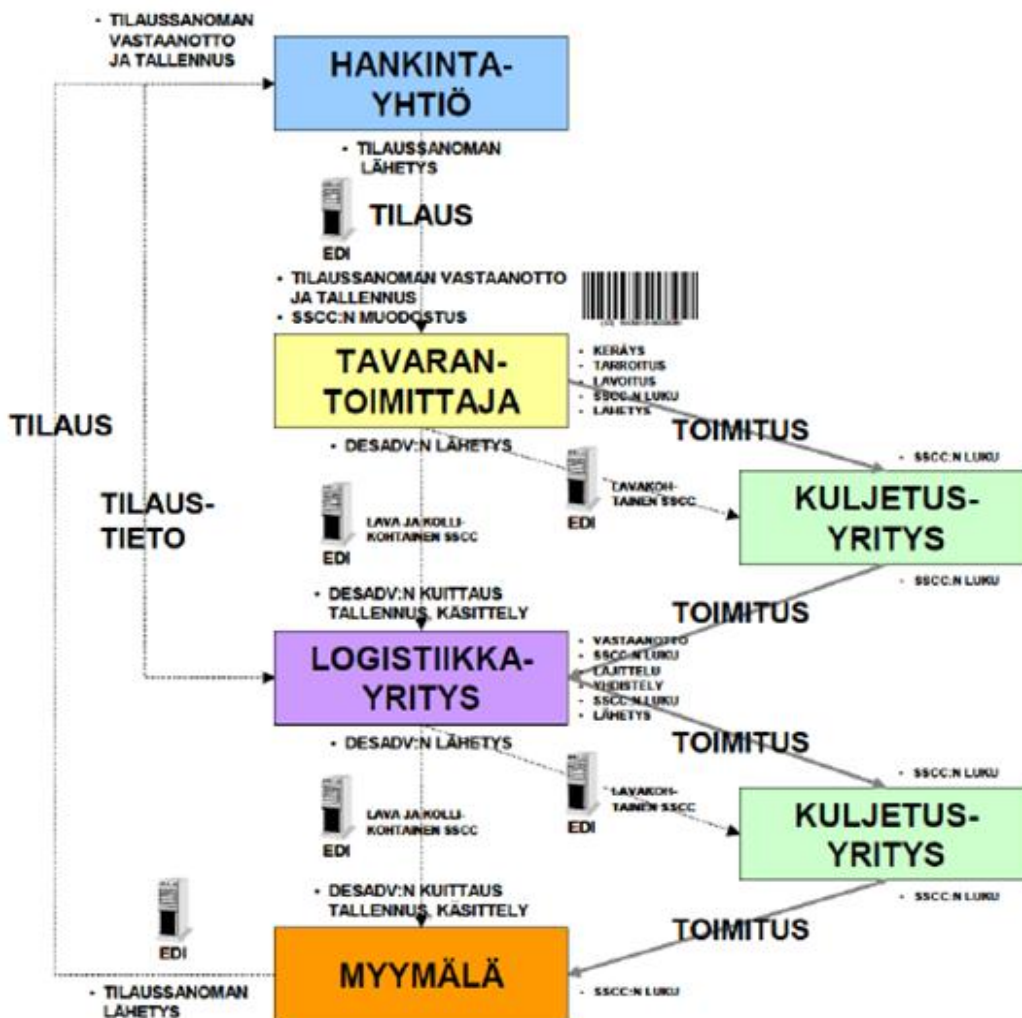 • TILAUSSANOMAN
VASTAANOTTO
JA TALLENNUS
HANKINTA-
YHTIÖ
• TILAUSSANOMAN
LÄHETYS
TILAUS
EDI
• TILAUSSANOMAN VASTAANOTTO
JA TALLENNUS
• SSCC:N MUODOSTUS
TAVARAN-
TOIMITTAJA
- KERÄYS
- TARROITUS
- LAVOITUS
- SSCC:N LUKU
- LÄHETYS
TILAUS
TOIMITUS
• DESADV:N LÄHETYS
- SSCC:N LUKU
LAVAKOH-
TAINEN SSCC
EDI
KULJETUS-
YRITYS
TILAUS-
TIETO
LAVA JA KOLLI-
KOHTAINEN SSCC
EDI
- SSCC:N LUKU
• DESADV:N KUITTAUS
TALLENNUS, KÄSITTELY
TOIMITUS
LOGISTIIKKA-
YRITYS
- VASTAANOTTO
- SSCC:N LUKU
- LAJITTELU
- YHDISTELY
- SSCC:N LUKU
- LÄHETYS
TOIMITUS
• DESADV:N LÄHETYS
- SSCC:N LUKU
LAVAKOH-
TAINEN SSCC
EDI
KULJETUS-
YRITYS
LAVA JA KOLLI-
KOHTAINEN SSCC
EDI
• DESADV:N KUITTAUS
TALLENNUS, KÄSITTELY
- SSCC:N LUKU
TOIMITUS
EDI
MYYMÄLÄ
• TILAUSSANOMAN
LÄHETYS
- SSCC:N LUKU